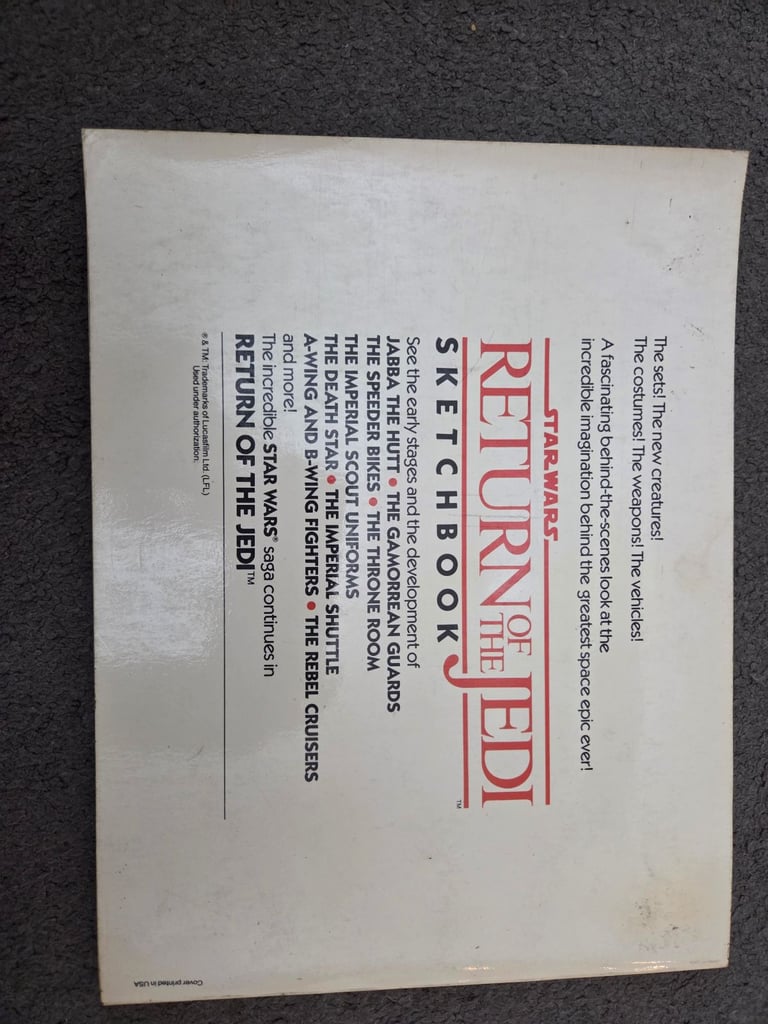 The sets! The new creatures!
The costumes! The weapons! The vehicles!
A fascinating behind-the-scenes look at the
incredible imagination behind the greatest space epic ever!
STAR WARS
RETURN OF THE JEDI™
SKETCHBOOK
See the early stages and the development of
JABBA THE HUTT • THE GAMORREAN GUARDS
THE SPEEDER BIKES • THE THRONE ROOM
THE IMPERIAL SCOUT UNIFORMS
THE DEATH STAR • THE IMPERIAL SHUTTLE
A-WING AND B-WING FIGHTERS • THE REBEL CRUISERS
and more!
The incredible STAR WARS® saga continues in
RETURN OF THE JEDI™
® & TM: Trademarks of Lucasfilm Ltd. (LFL)
Used under authorization.
Cover printed in USA